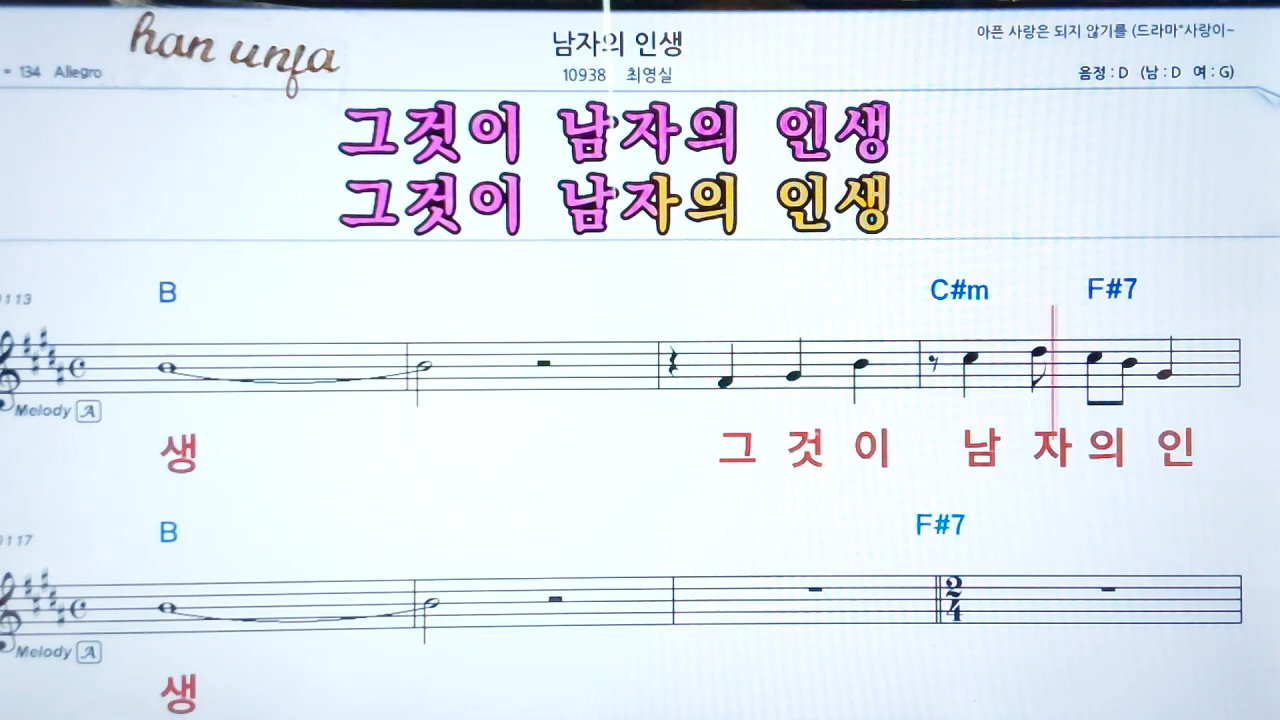 han unja
남자의 인생
아픈 사랑은 되지 않기를 (드라마"사랑이~
= 134 Allegro
10938 최영실
음정 : D (남 : D 여 : G)
그것이 남자의 인생
그것이 남자의 인생
B C#m F#7
Melody A
생 그 것 이 남 자 의 인
B F#7
2
4
Melody A
생